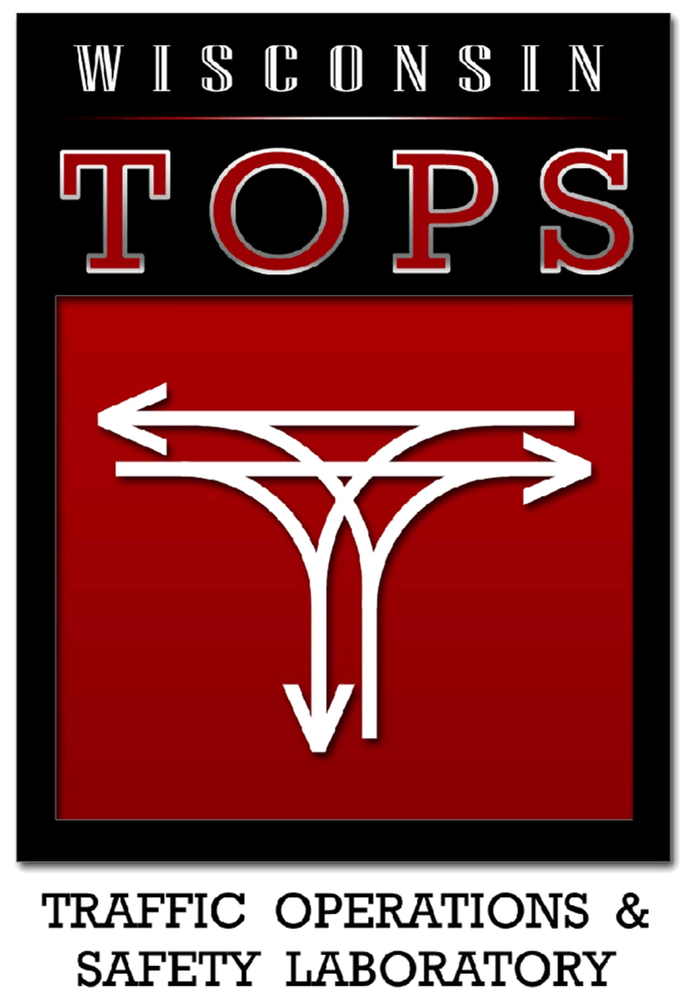 WISCONSIN
TOPS
TRAFFIC OPERATIONS &
SAFETY LABORATORY